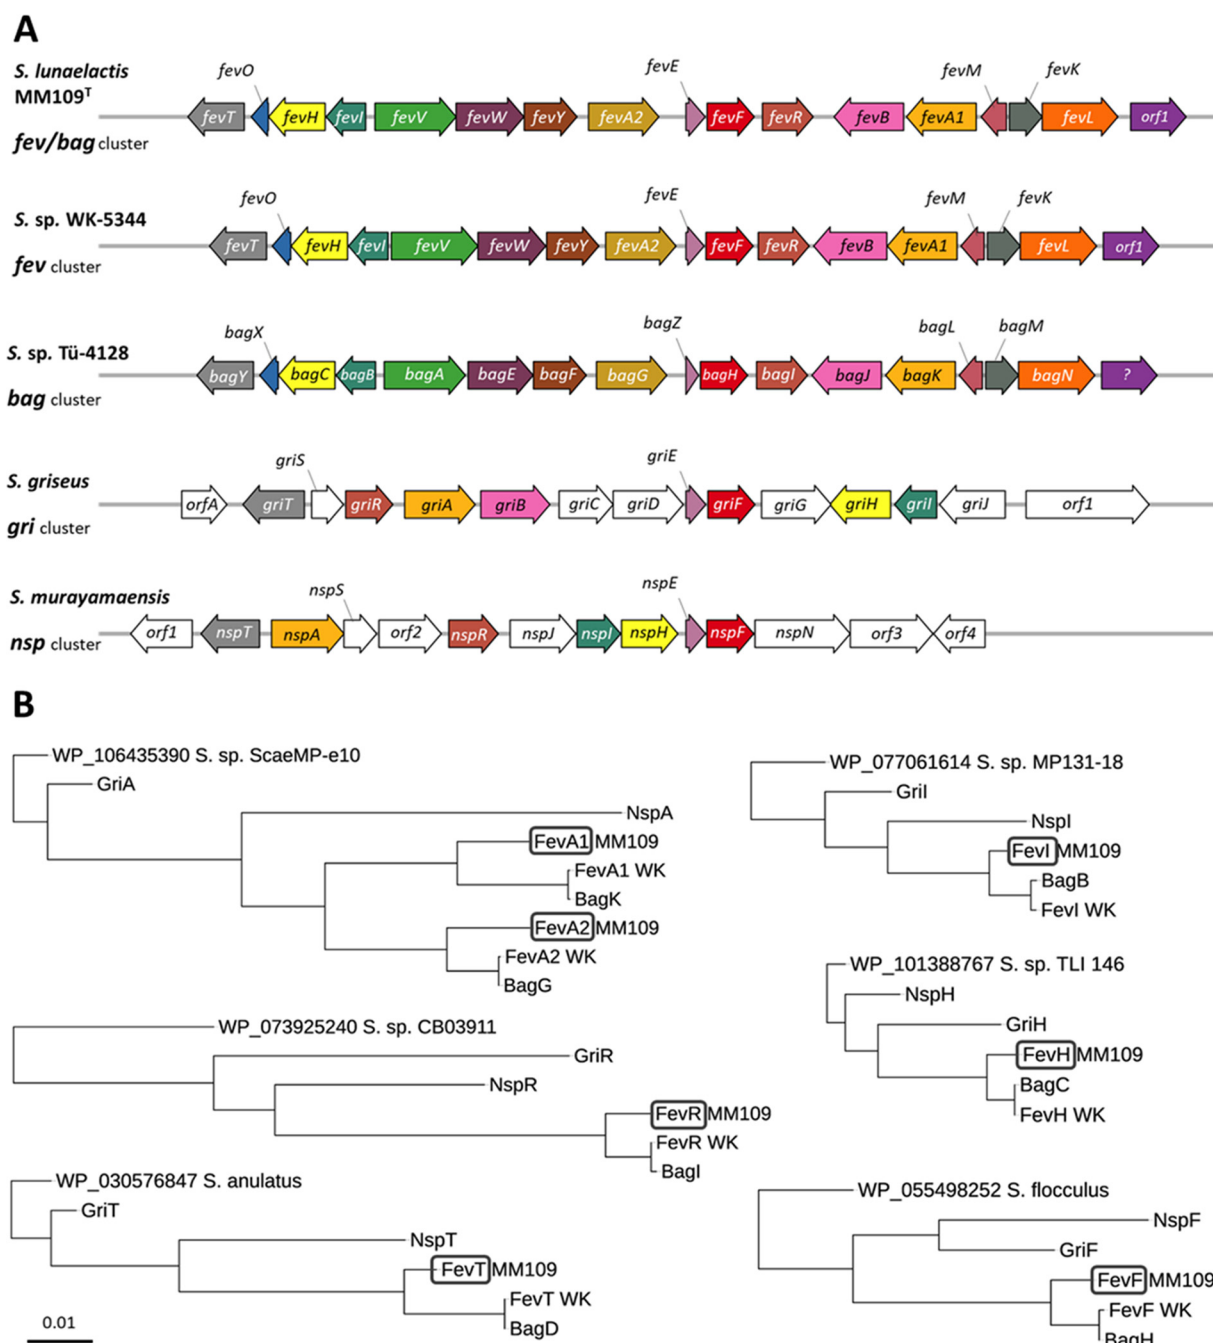 A
S. lunaelactis
MM109ᵀ
fev/bag cluster
fevO
fevE
fevM
fevK
fevT
fevH
fevI
fevV
fevW
fevY
fevA2
fevF
fevR
fevB
fevA1
fevL
orf1
S. sp. WK-5344
fev cluster
fevO
fevE
fevM
fevK
fevT
fevH
fevI
fevV
fevW
fevY
fevA2
fevF
fevR
fevB
fevA1
fevL
orf1
S. sp. Tü-4128
bag cluster
bagX
bagZ
bagL
bagM
bagY
bagC
bagB
bagA
bagE
bagF
bagG
bagH
bagI
bagJ
bagK
bagN
?
S. griseus
gri cluster
griS
griE
orfA
griT
griR
griA
griB
griC
griD
griF
griG
griH
griI
griJ
orf1
S. murayamaensis
nsp cluster
nspS
nspE
orf1
nspT
nspA
orf2
nspR
nspJ
nspI
nspH
nspF
nspN
orf3
orf4
B
WP_106435390 S. sp. ScaeMP-e10
GriA
NspA
FevA1 MM109
FevA1 WK
BagK
FevA2 MM109
FevA2 WK
BagG
WP_073925240 S. sp. CB03911
GriR
NspR
FevR MM109
FevR WK
BagI
WP_030576847 S. anulatus
GriT
NspT
FevT MM109
FevT WK
BagD
0.01
WP_077061614 S. sp. MP131-18
GriI
NspI
FevI MM109
BagB
FevI WK
WP_101388767 S. sp. TLI 146
NspH
GriH
FevH MM109
BagC
FevH WK
WP_055498252 S. flocculus
NspF
GriF
FevF MM109
FevF WK
BagH